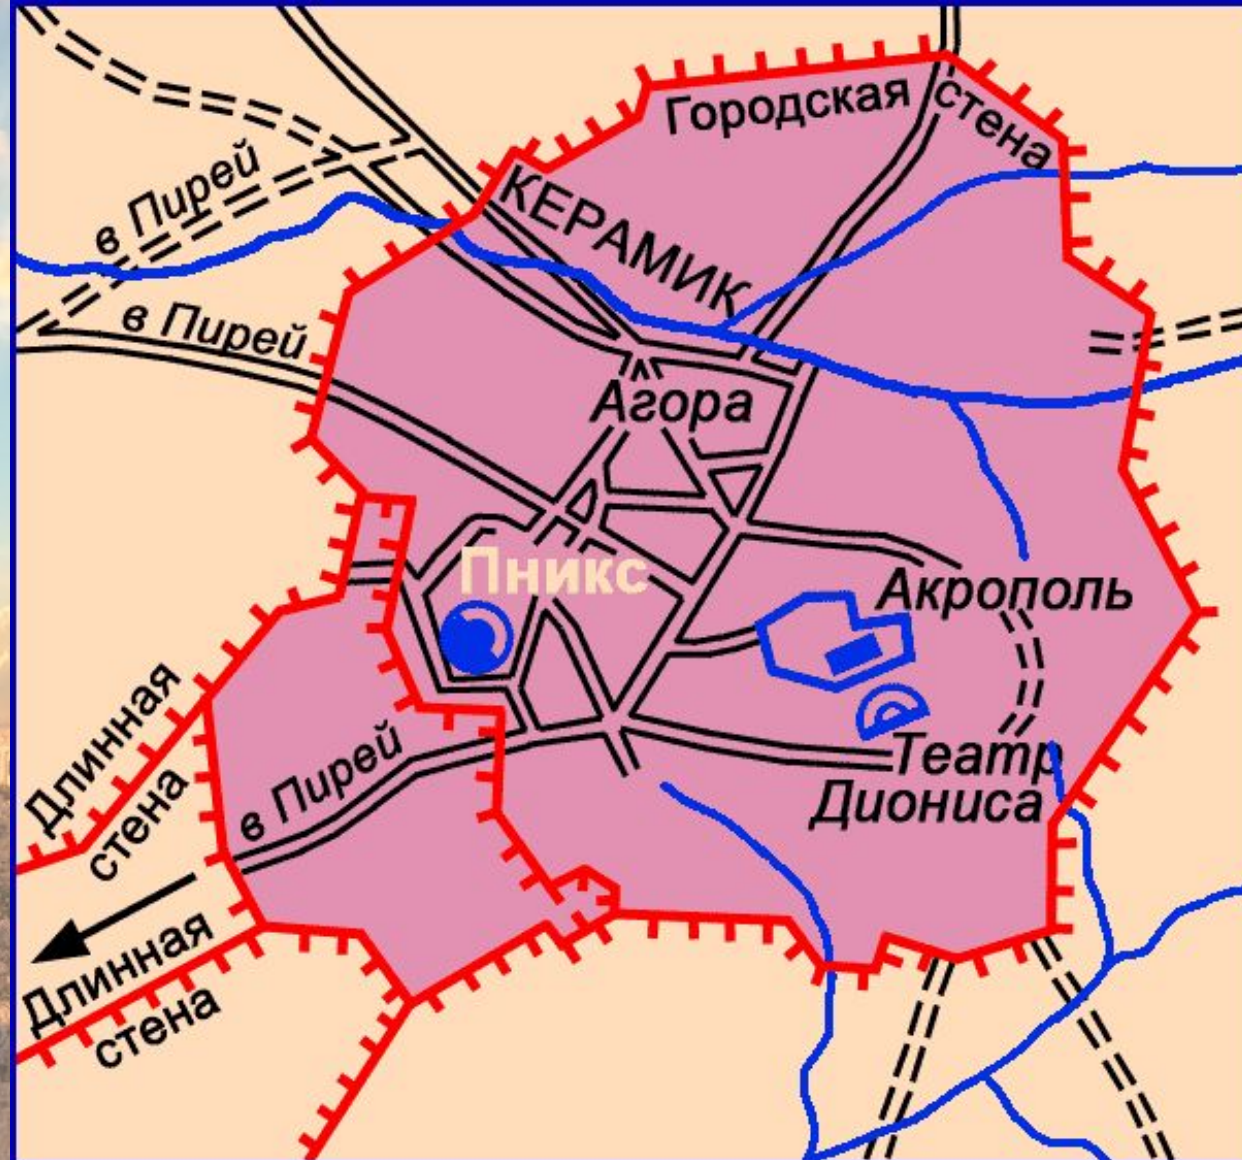 Городская
стена
КЕРАМИК
в Пирей
в Пирей
Агора
Пникс
Акрополь
Длинная
стена
в Пирей
Театр
Диониса
Длинная
стена